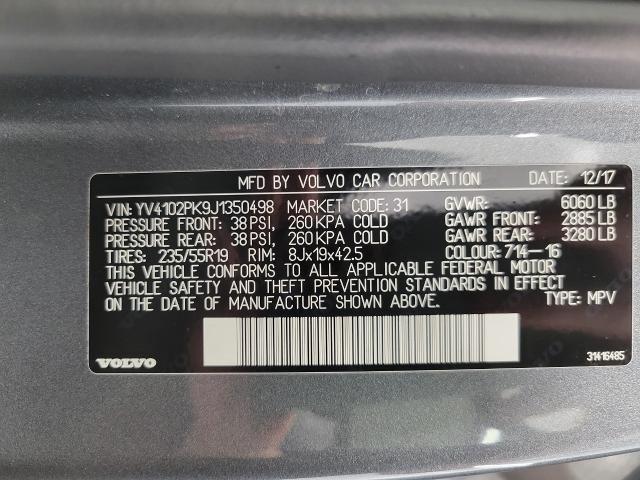 MFD BY VOLVO CAR CORPORATION DATE: 12/17
VIN: YV4102PK9J1350498 MARKET CODE: 31 GVWR: 6060 LB
PRESSURE FRONT: 38 PSI, 260 KPA COLD GAWR FRONT: 2885 LB
PRESSURE REAR: 38 PSI, 260 KPA COLD GAWR REAR: 3280 LB
TIRES: 235/55R19 RIM: 8Jx19x42.5 COLOUR: 714-16
THIS VEHICLE CONFORMS TO ALL APPLICABLE FEDERAL MOTOR
VEHICLE SAFETY AND THEFT PREVENTION STANDARDS IN EFFECT
ON THE DATE OF MANUFACTURE SHOWN ABOVE. TYPE: MPV
VOLVO 31416485